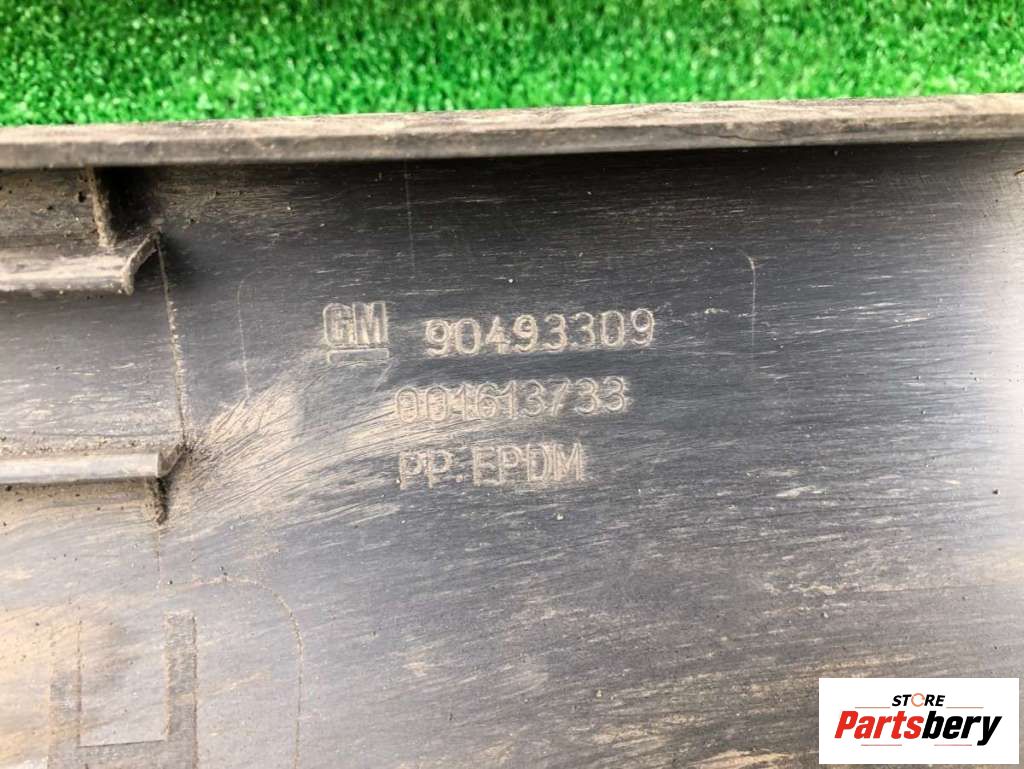 GM 90493309
001613733
PP.EPDM
STORE
Partsbery